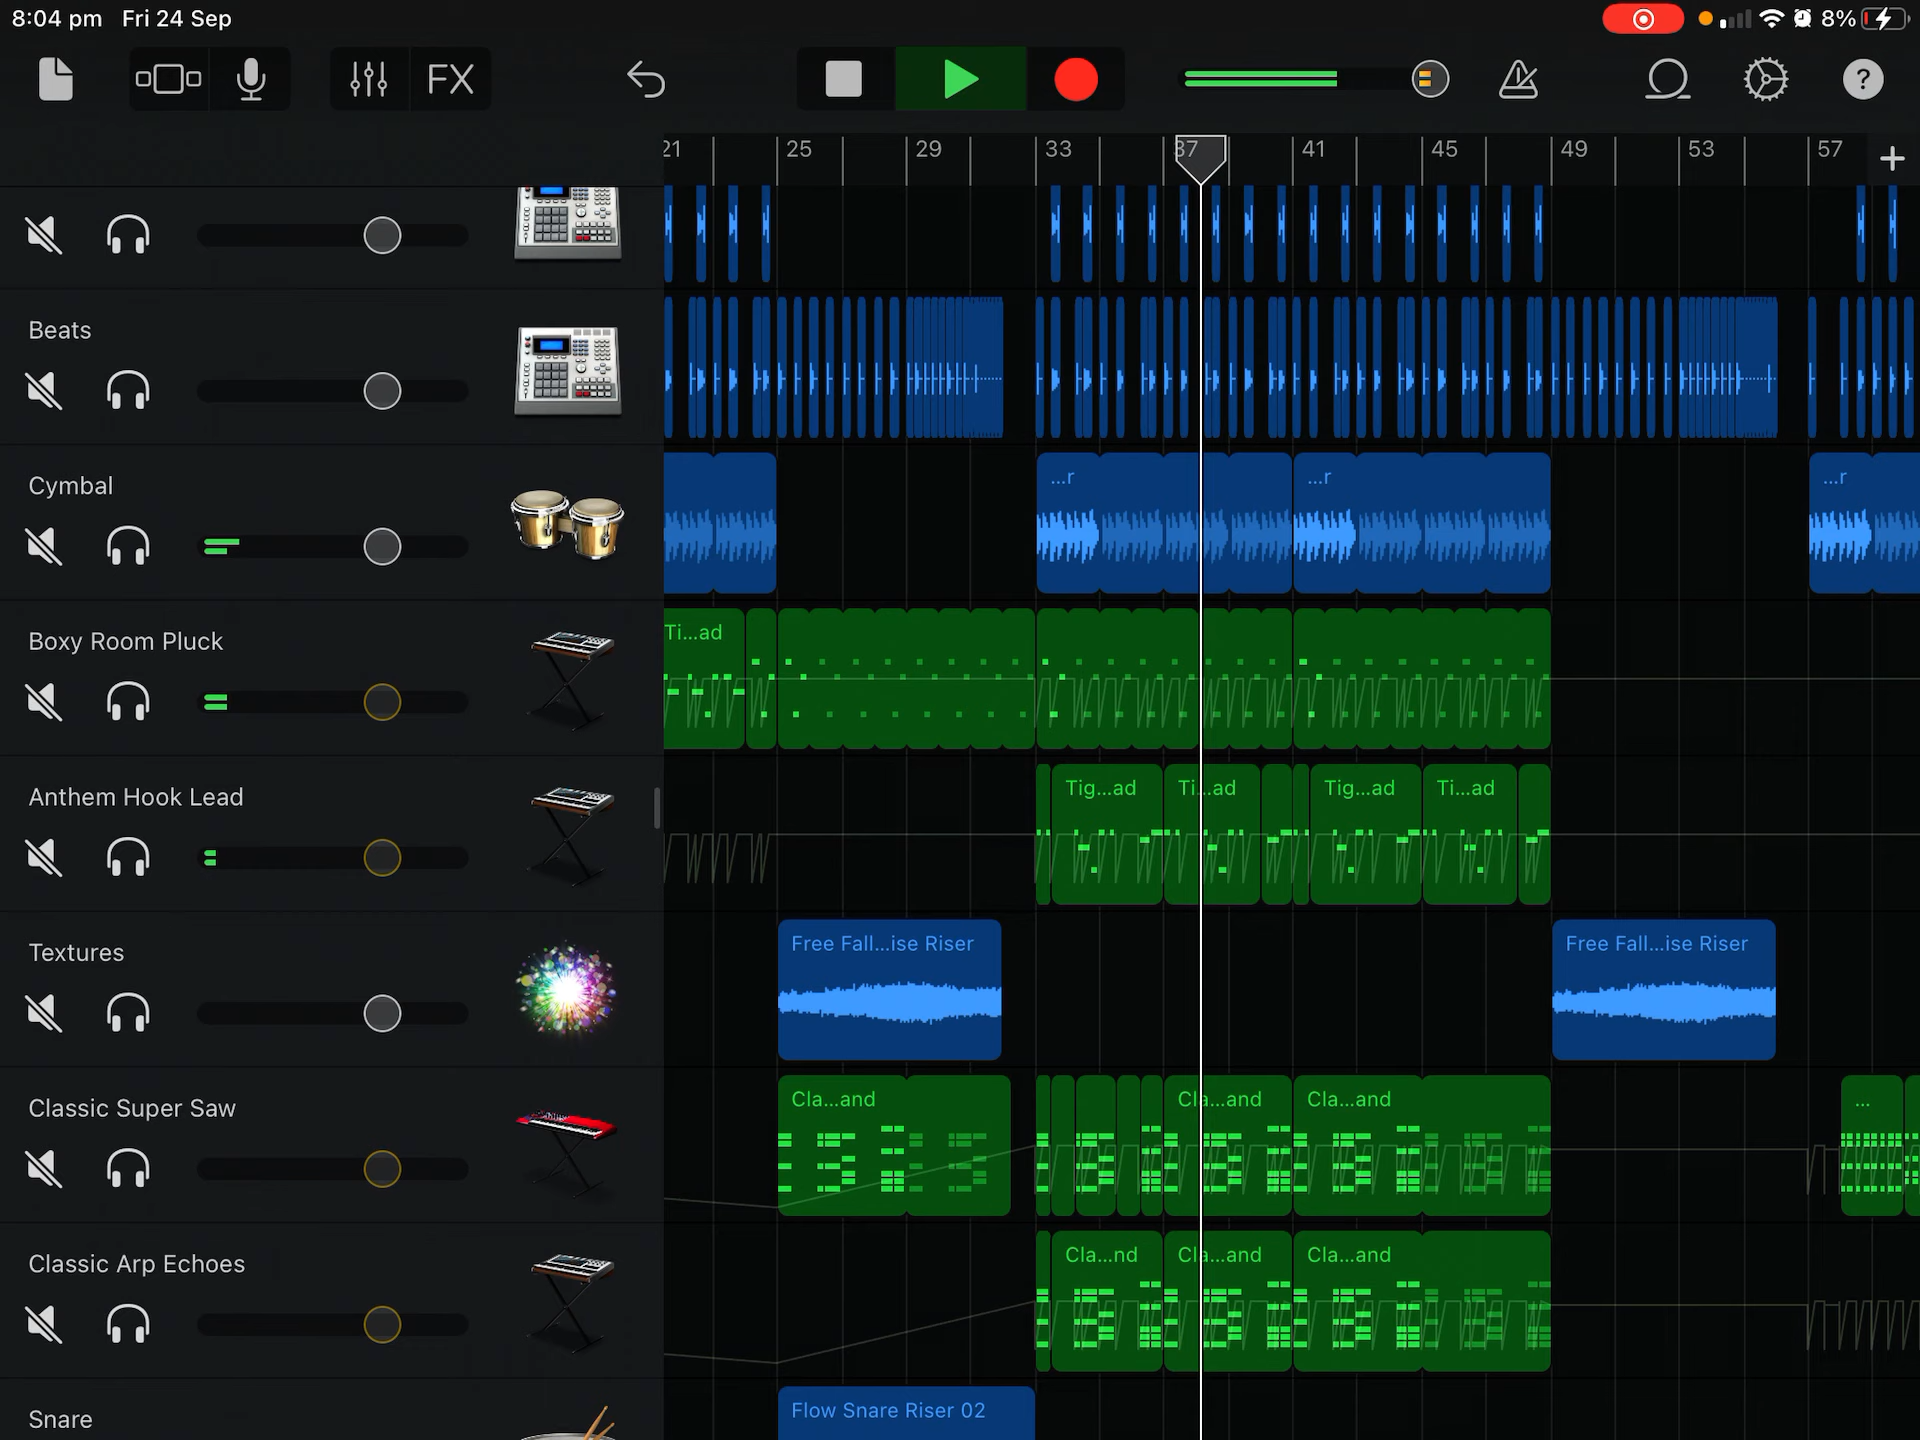 8:04 pm Fri 24 Sep 8%
FX ?
21 25 29 33 37 41 45 49 53 57 +
Beats
Cymbal ...r ...r ...r
Boxy Room Pluck Ti...ad
Anthem Hook Lead Tig...ad Ti...ad Tig...ad Ti...ad
Textures Free Fall...ise Riser Free Fall...ise Riser
Classic Super Saw Cla...and Cla...and Cla...and ...
Classic Arp Echoes Cla...nd Cla...and Cla...and
Snare Flow Snare Riser 02